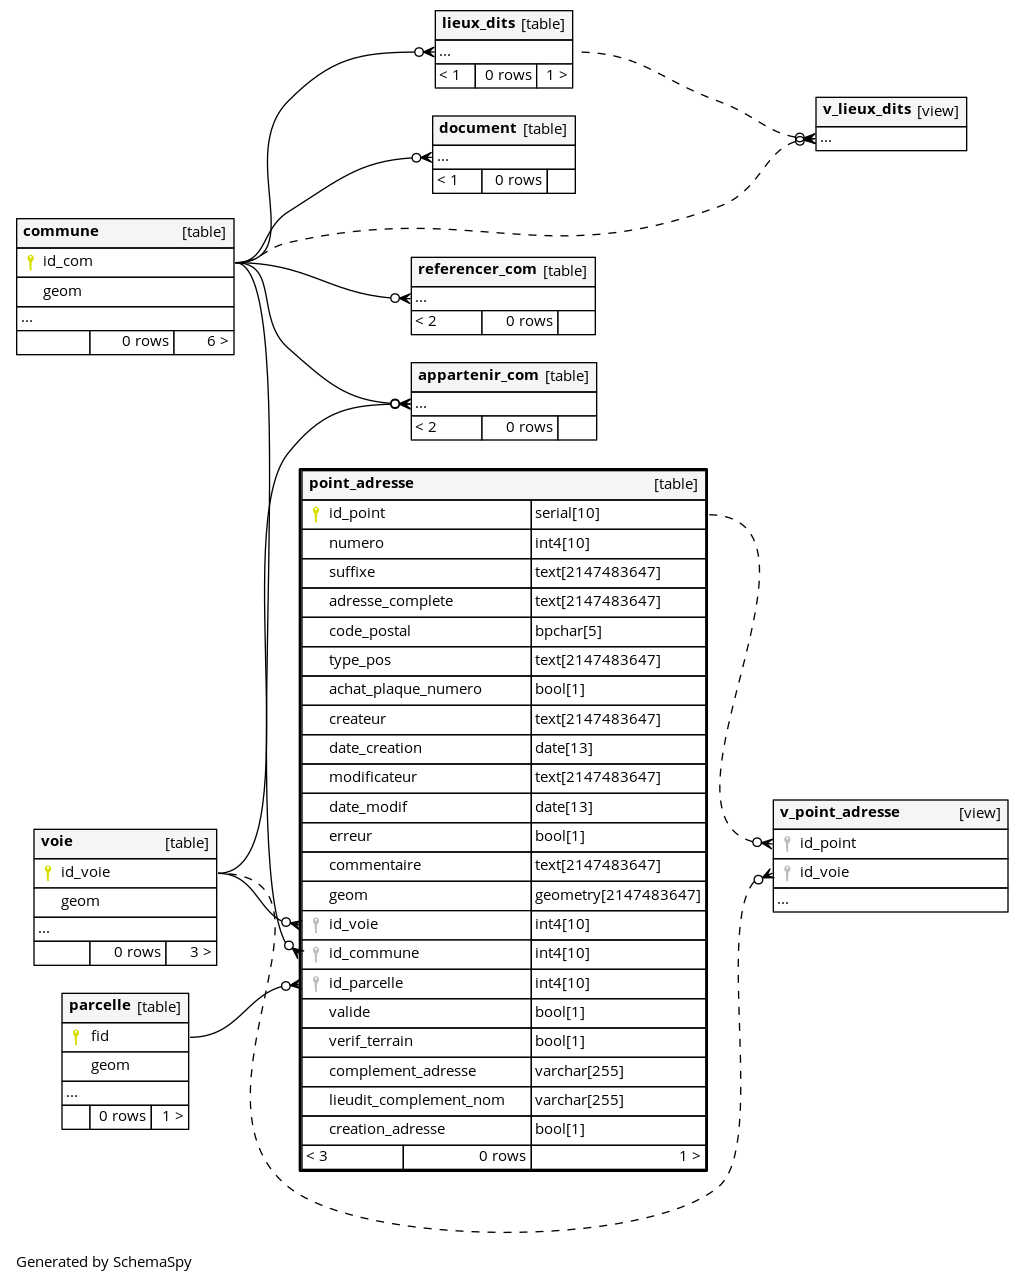 lieux_dits [table]
...
< 1 0 rows 1 >
v_lieux_dits [view]
...
document [table]
...
< 1 0 rows
commune [table]
id_com
geom
...
0 rows 6 >
referencer_com [table]
...
< 2 0 rows
appartenir_com [table]
...
< 2 0 rows
point_adresse [table]
id_point serial[10]
numero int4[10]
suffixe text[2147483647]
adresse_complete text[2147483647]
code_postal bpchar[5]
type_pos text[2147483647]
achat_plaque_numero bool[1]
createur text[2147483647]
date_creation date[13]
modificateur text[2147483647]
date_modif date[13]
erreur bool[1]
commentaire text[2147483647]
geom geometry[2147483647]
id_voie int4[10]
id_commune int4[10]
id_parcelle int4[10]
valide bool[1]
verif_terrain bool[1]
complement_adresse varchar[255]
lieudit_complement_nom varchar[255]
creation_adresse bool[1]
< 3 0 rows 1 >
v_point_adresse [view]
id_point
id_voie
...
voie [table]
id_voie
geom
...
0 rows 3 >
parcelle [table]
fid
geom
...
0 rows 1 >
Generated by SchemaSpy